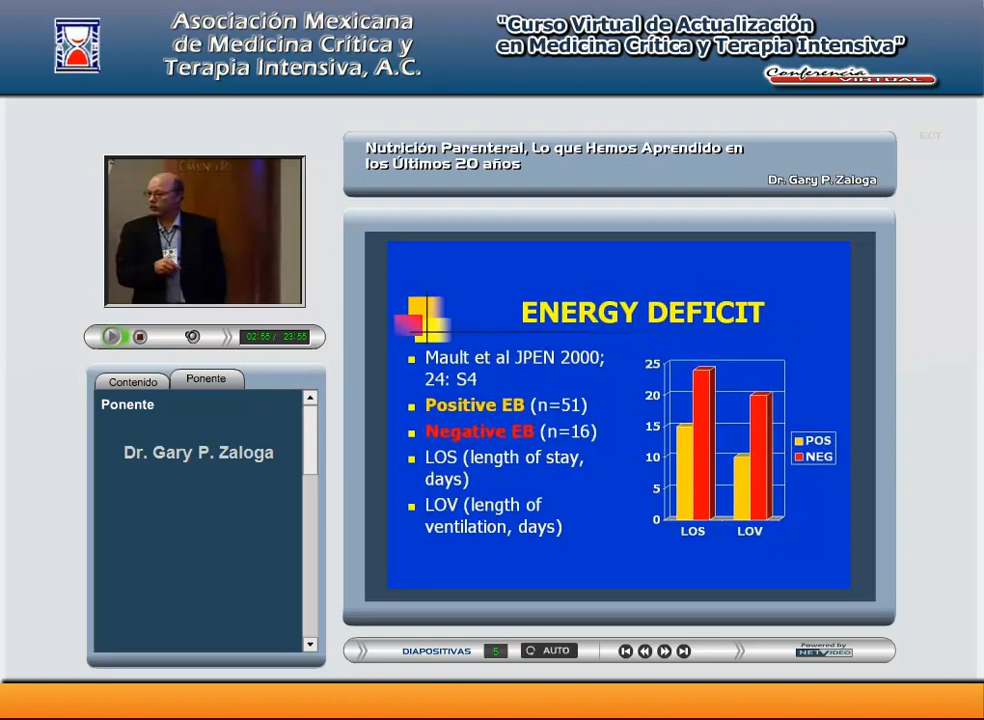 Asociación Mexicana
de Medicina Crítica y
Terapia Intensiva, A.C.
"Curso Virtual de Actualización
en Medicina Crítica y Terapia Intensiva"
Conferencia
VIRTUAL
EXIT
Nutrición Parenteral, Lo que Hemos Aprendido en
los Últimos 20 años
Dr. Gary P. Zaloga
02:55 / 23:55
Contenido
Ponente
Ponente
Dr. Gary P. Zaloga
ENERGY DEFICIT
Mault et al JPEN 2000;
24: S4
Positive EB (n=51)
Negative EB (n=16)
LOS (length of stay,
days)
LOV (length of
ventilation, days)
25
20
15
10
5
0
LOS
LOV
POS
NEG
DIAPOSITIVAS
5
AUTO
Powered by
NETVIDEO